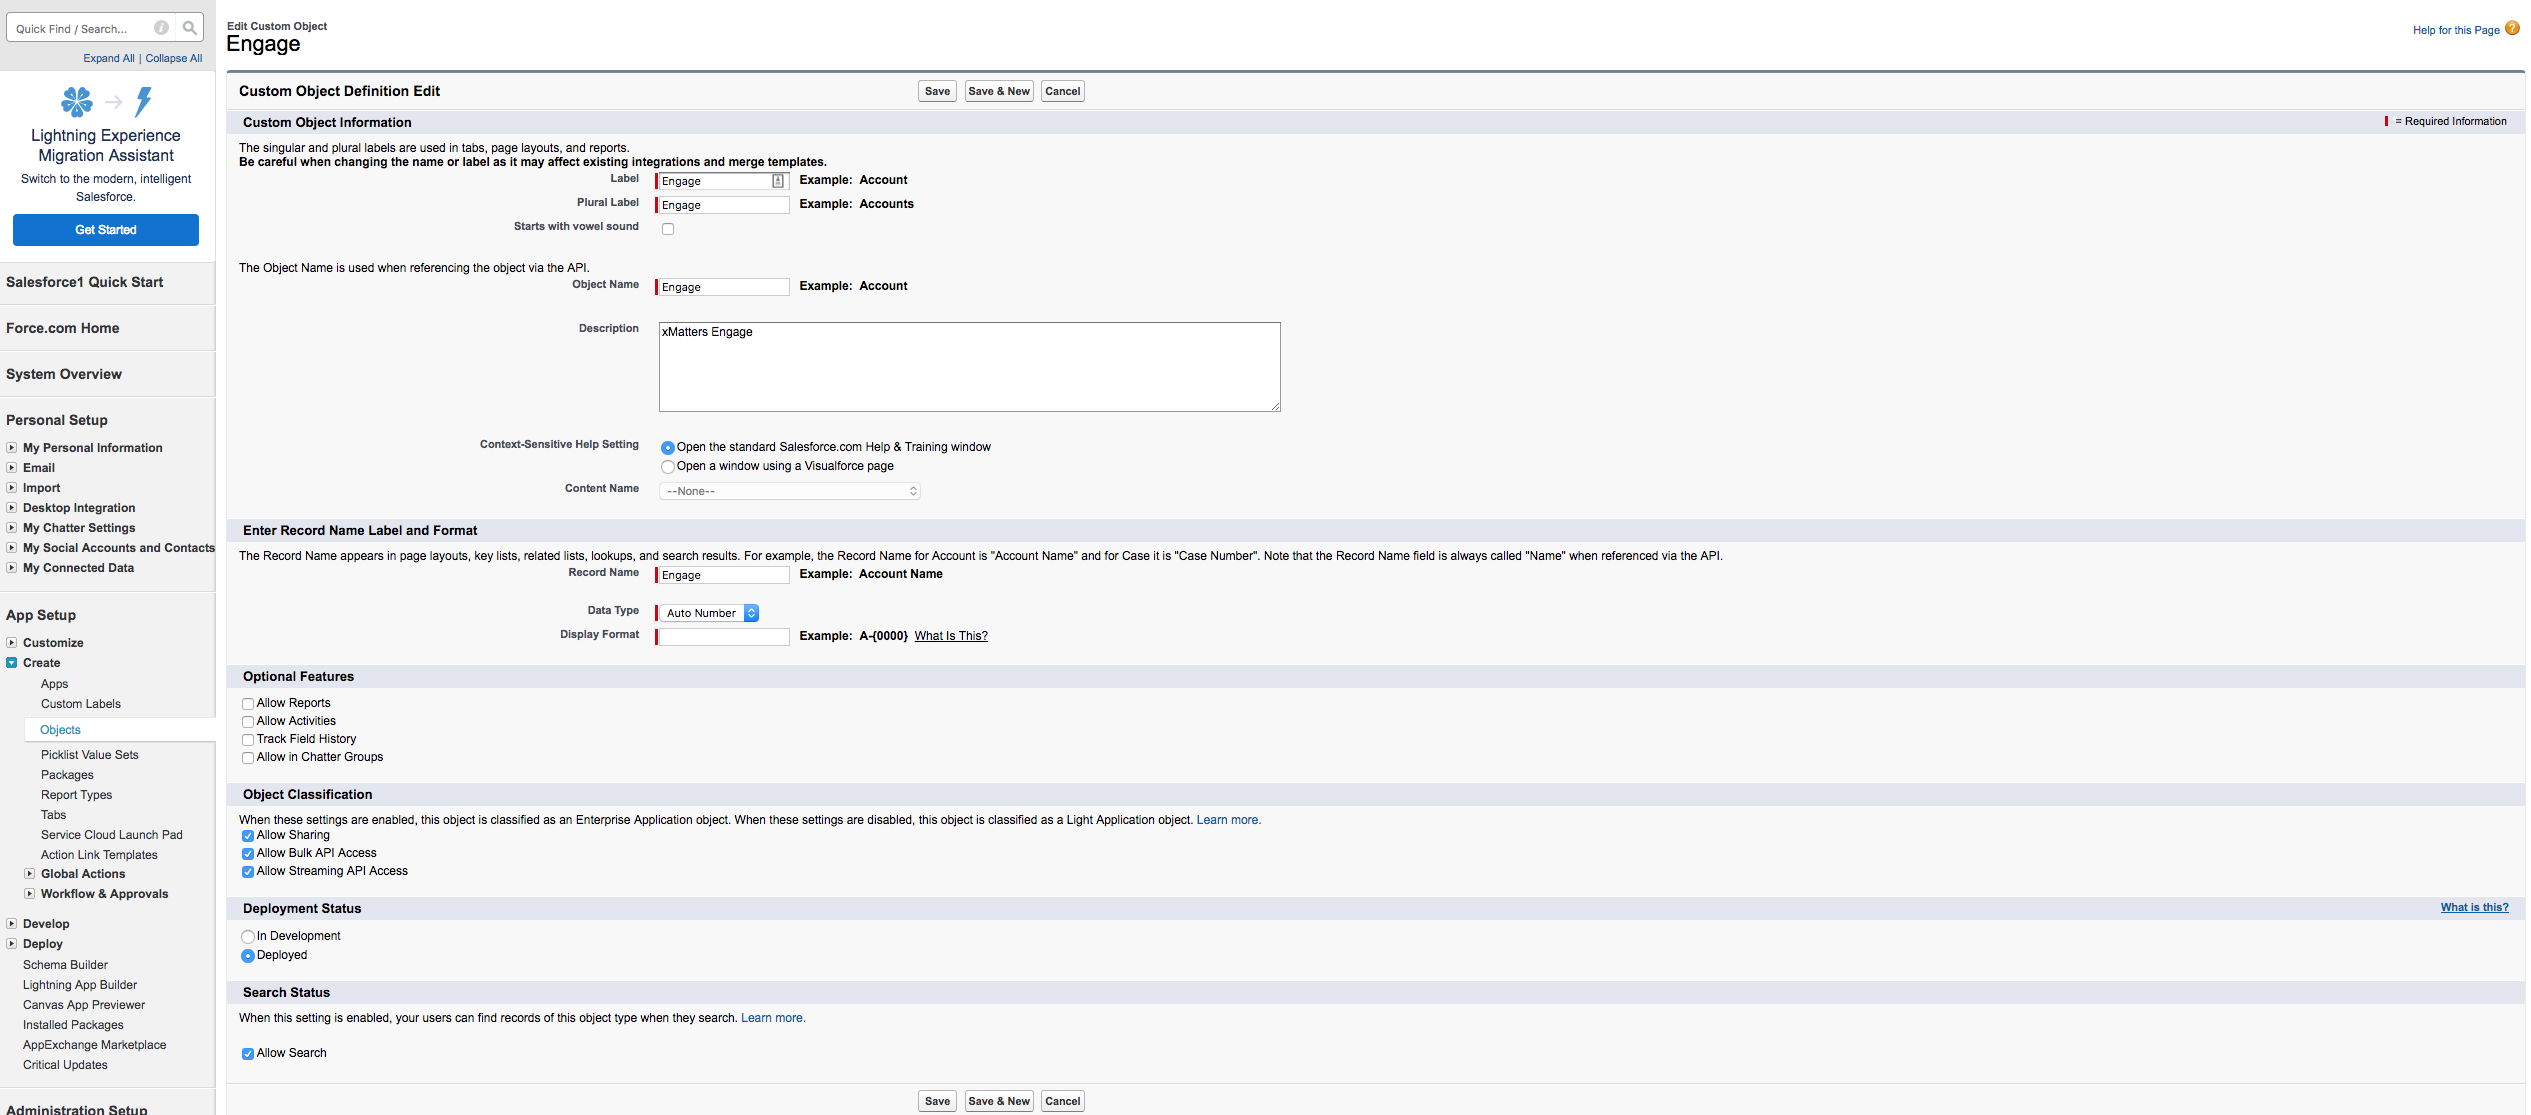 Quick Find / Search...
Expand All | Collapse All
Lightning Experience
Migration Assistant
Switch to the modern, intelligent
Salesforce.
Get Started
Salesforce1 Quick Start
Force.com Home
System Overview
Personal Setup
My Personal Information
Email
Import
Desktop Integration
My Chatter Settings
My Social Accounts and Contacts
My Connected Data
App Setup
Customize
Create
Apps
Custom Labels
Objects
Picklist Value Sets
Packages
Report Types
Tabs
Service Cloud Launch Pad
Action Link Templates
Global Actions
Workflow & Approvals
Develop
Deploy
Schema Builder
Lightning App Builder
Canvas App Previewer
Installed Packages
AppExchange Marketplace
Critical Updates
Administration Setup
Edit Custom Object
Engage
Help for this Page
Custom Object Definition Edit
Save Save & New Cancel
Custom Object Information
= Required Information
The singular and plural labels are used in tabs, page layouts, and reports.
Be careful when changing the name or label as it may affect existing integrations and merge templates.
Label Engage Example: Account
Plural Label Engage Example: Accounts
Starts with vowel sound
The Object Name is used when referencing the object via the API.
Object Name Engage Example: Account
Description xMatters Engage
Context-Sensitive Help Setting Open the standard Salesforce.com Help & Training window
Open a window using a Visualforce page
Content Name --None--
Enter Record Name Label and Format
The Record Name appears in page layouts, key lists, related lists, lookups, and search results. For example, the Record Name for Account is "Account Name" and for Case it is "Case Number". Note that the Record Name field is always called "Name" when referenced via the API.
Record Name Engage Example: Account Name
Data Type Auto Number
Display Format Example: A-{0000} What Is This?
Optional Features
Allow Reports
Allow Activities
Track Field History
Allow in Chatter Groups
Object Classification
When these settings are enabled, this object is classified as an Enterprise Application object. When these settings are disabled, this object is classified as a Light Application object. Learn more.
Allow Sharing
Allow Bulk API Access
Allow Streaming API Access
Deployment Status
What is this?
In Development
Deployed
Search Status
When this setting is enabled, your users can find records of this object type when they search. Learn more.
Allow Search
Save Save & New Cancel